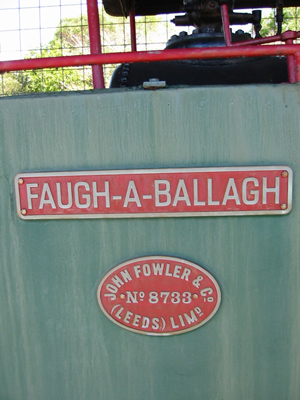 FAUGH-A-BALLAGH
JOHN FOWLER & Co.
·No 8733·
(LEEDS) LIMD